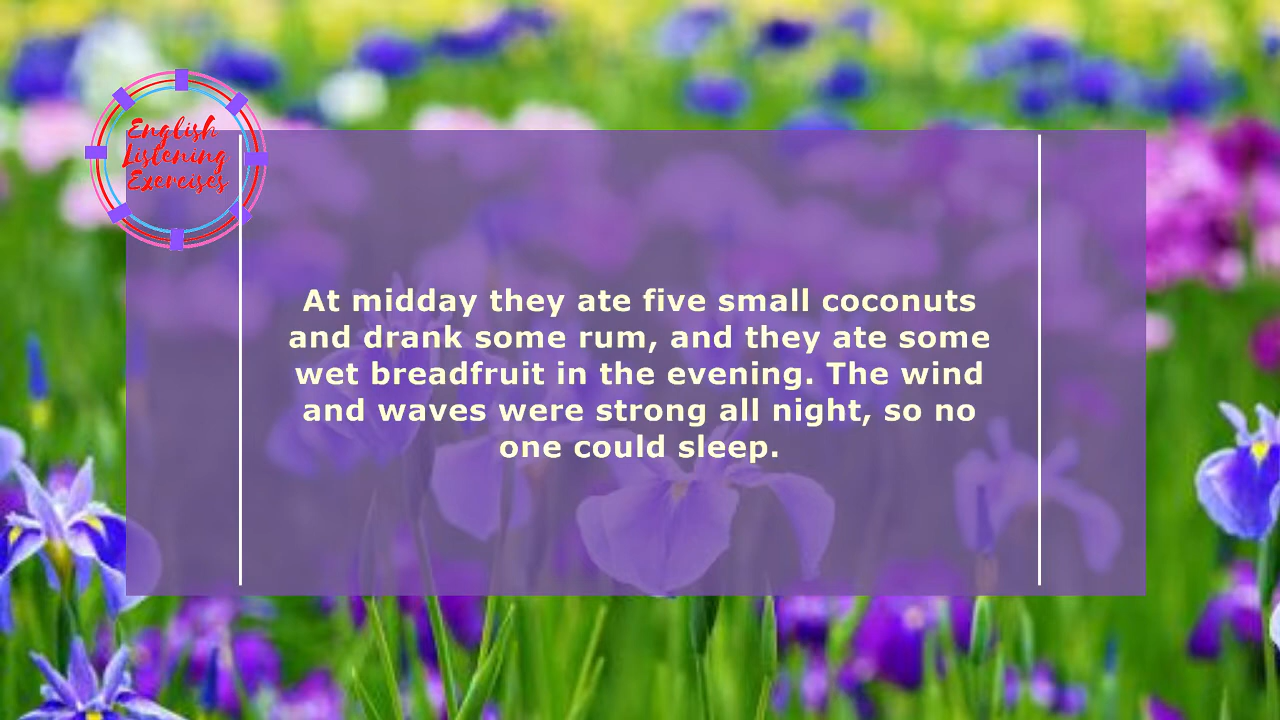 English
Listening
Exercises
At midday they ate five small coconuts
and drank some rum, and they ate some
wet breadfruit in the evening. The wind
and waves were strong all night, so no
one could sleep.